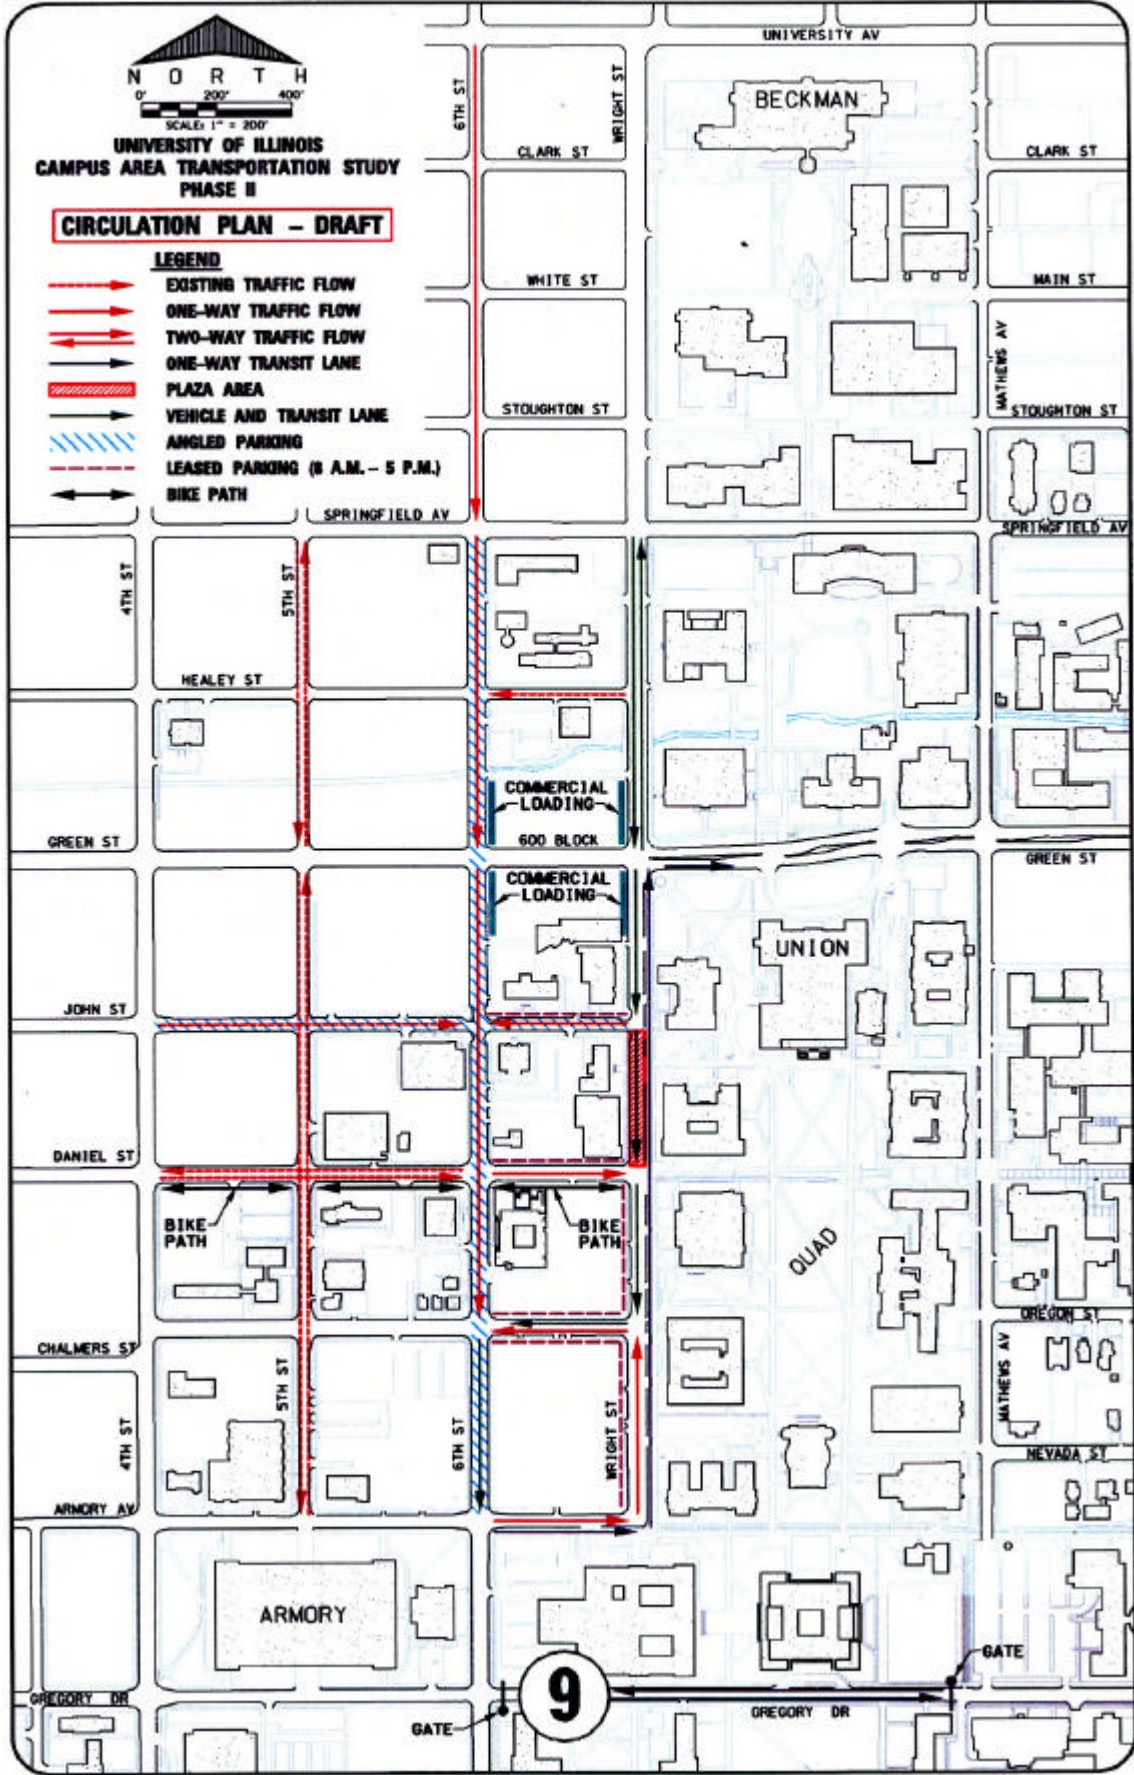 UNIVERSITY AV
N O R T H
0' 200' 400'
SCALE: 1" = 200'
UNIVERSITY OF ILLINOIS
CAMPUS AREA TRANSPORTATION STUDY
PHASE II
CIRCULATION PLAN - DRAFT
LEGEND
EXISTING TRAFFIC FLOW
ONE-WAY TRAFFIC FLOW
TWO-WAY TRAFFIC FLOW
ONE-WAY TRANSIT LANE
PLAZA AREA
VEHICLE AND TRANSIT LANE
ANGLED PARKING
LEASED PARKING (8 A.M. - 5 P.M.)
BIKE PATH
6TH ST
WRIGHT ST
BECKMAN
CLARK ST
CLARK ST
WHITE ST
MAIN ST
MATHEWS AV
STOUGHTON ST
STOUGHTON ST
SPRINGFIELD AV
SPRINGFIELD AV
4TH ST
5TH ST
HEALEY ST
COMMERCIAL
LOADING
600 BLOCK
GREEN ST
GREEN ST
COMMERCIAL
LOADING
UNION
JOHN ST
DANIEL ST
BIKE
PATH
BIKE
PATH
QUAD
OREGON ST
CHALMERS ST
MATHEWS AV
4TH ST
5TH ST
6TH ST
WRIGHT ST
NEVADA ST
ARMORY AV
ARMORY
GATE
9
GREGORY DR
GREGORY DR
GATE